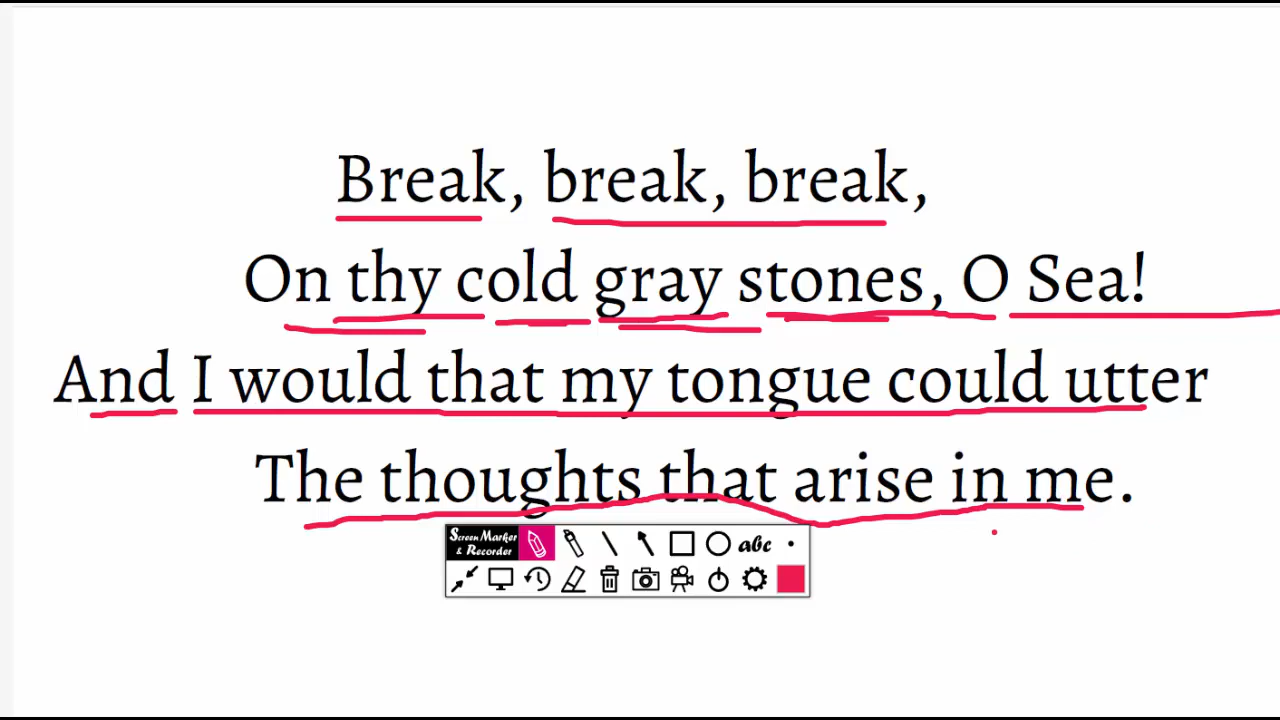 Break, break, break,
On thy cold gray stones, O Sea!
And I would that my tongue could utter
The thoughts that arise in me.
Screen Marker
& Recorder
abc